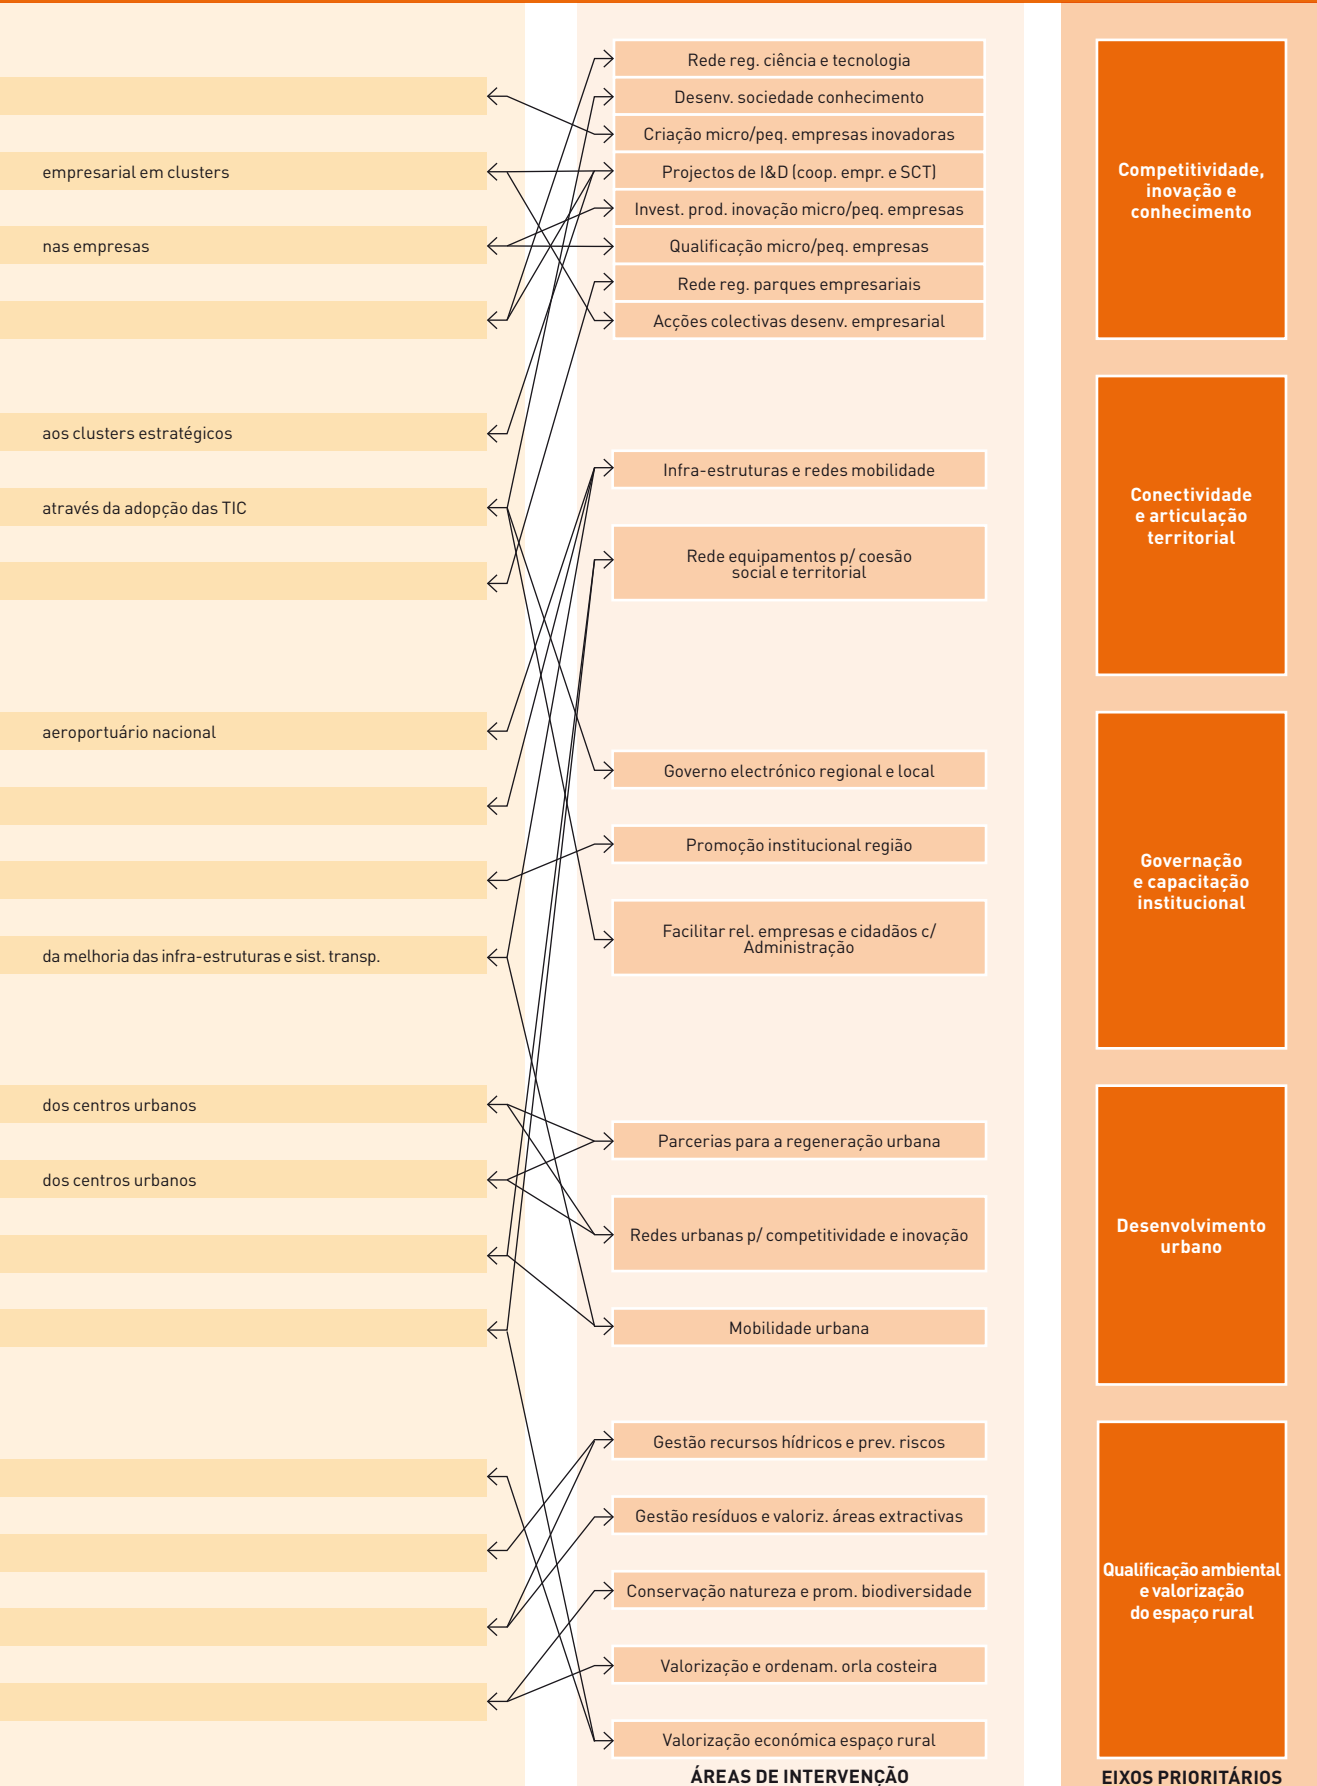 empresarial em clusters
nas empresas
aos clusters estratégicos
através da adopção das TIC
aeroportuário nacional
da melhoria das infra-estruturas e sist. transp.
dos centros urbanos
dos centros urbanos
Rede reg. ciência e tecnologia
Desenv. sociedade conhecimento
Criação micro/peq. empresas inovadoras
Projectos de I&D (coop. empr. e SCT)
Invest. prod. inovação micro/peq. empresas
Qualificação micro/peq. empresas
Rede reg. parques empresariais
Acções colectivas desenv. empresarial
Infra-estruturas e redes mobilidade
Rede equipamentos p/ coesão
social e territorial
Governo electrónico regional e local
Promoção institucional região
Facilitar rel. empresas e cidadãos c/
Administração
Parcerias para a regeneração urbana
Redes urbanas p/ competitividade e inovação
Mobilidade urbana
Gestão recursos hídricos e prev. riscos
Gestão resíduos e valoriz. áreas extractivas
Conservação natureza e prom. biodiversidade
Valorização e ordenam. orla costeira
Valorização económica espaço rural
ÁREAS DE INTERVENÇÃO
Competitividade,
inovação e
conhecimento
Conectividade
e articulação
territorial
Governação
e capacitação
institucional
Desenvolvimento
urbano
Qualificação ambiental
e valorização
do espaço rural
EIXOS PRIORITÁRIOS